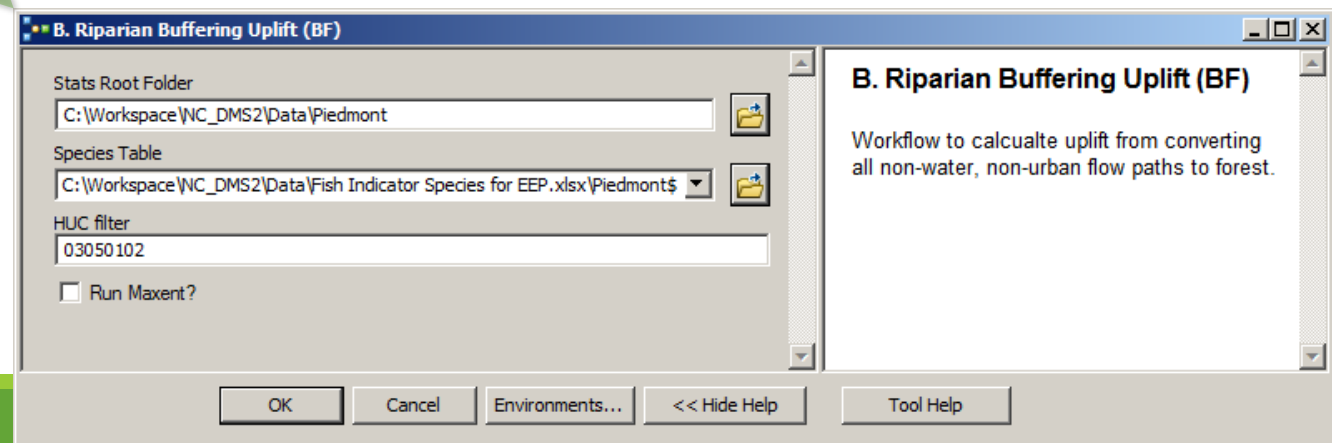 B. Riparian Buffering Uplift (BF)
Stats Root Folder
C:\Workspace\NC_DMS2\Data\Piedmont
Species Table
C:\Workspace\NC_DMS2\Data\Fish Indicator Species for EEP.xlsx\Piedmont$
HUC filter
03050102
Run Maxent?
B. Riparian Buffering Uplift (BF)
Workflow to calcualte uplift from converting
all non-water, non-urban flow paths to forest.
OK Cancel Environments... << Hide Help Tool Help